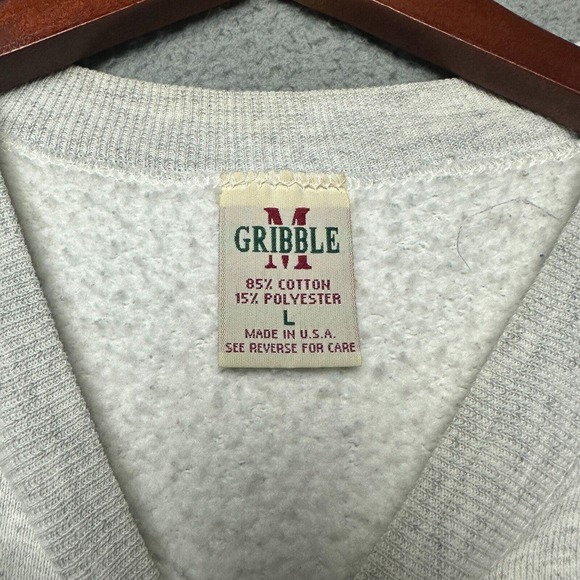 M
GRIBBLE
85% COTTON
15% POLYESTER
L
MADE IN U.S.A.
SEE REVERSE FOR CARE